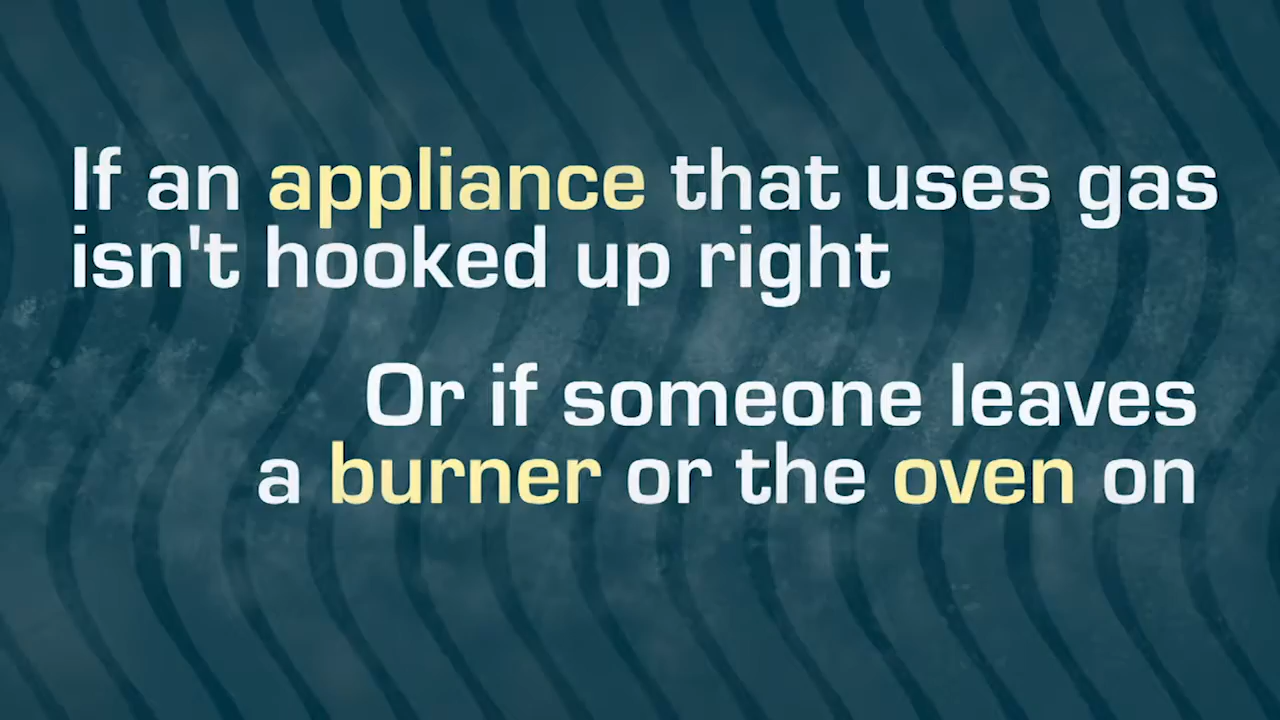 If an appliance that uses gas
isn't hooked up right
Or if someone leaves
a burner or the oven on